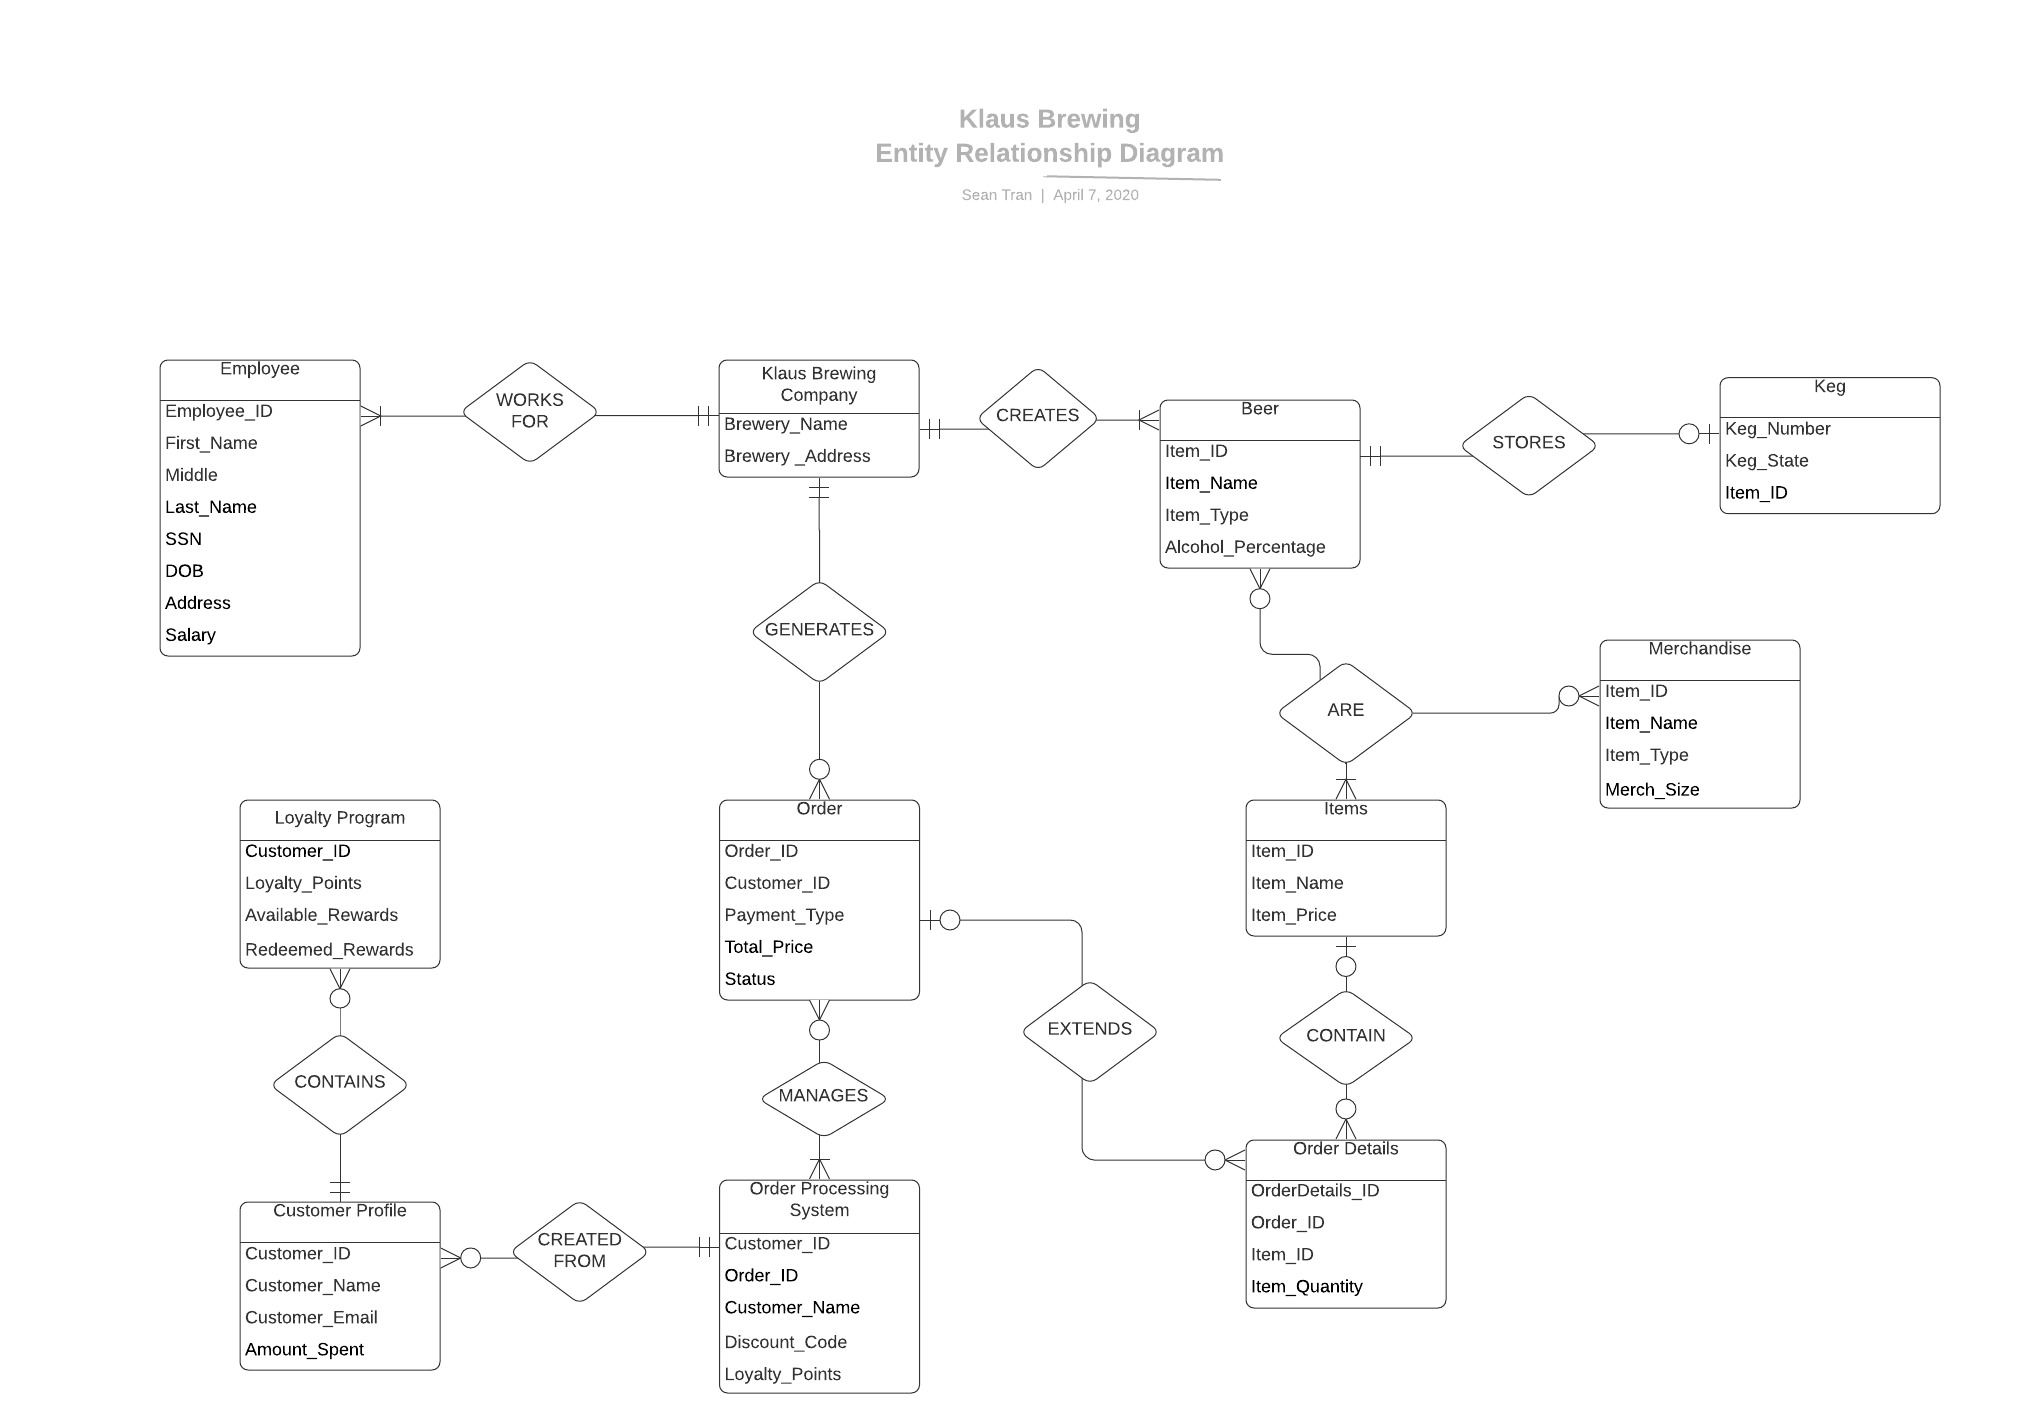 Klaus Brewing
Entity Relationship Diagram
Sean Tran | April 7, 2020
Employee
Employee_ID
First_Name
Middle
Last_Name
SSN
DOB
Address
Salary
WORKS
FOR
Klaus Brewing
Company
Brewery_Name
Brewery _Address
CREATES
Beer
Item_ID
Item_Name
Item_Type
Alcohol_Percentage
STORES
Keg
Keg_Number
Keg_State
Item_ID
GENERATES
ARE
Merchandise
Item_ID
Item_Name
Item_Type
Merch_Size
Loyalty Program
Customer_ID
Loyalty_Points
Available_Rewards
Redeemed_Rewards
Order
Order_ID
Customer_ID
Payment_Type
Total_Price
Status
Items
Item_ID
Item_Name
Item_Price
EXTENDS
CONTAIN
CONTAINS
MANAGES
Customer Profile
Customer_ID
Customer_Name
Customer_Email
Amount_Spent
CREATED
FROM
Order Processing
System
Customer_ID
Order_ID
Customer_Name
Discount_Code
Loyalty_Points
Order Details
OrderDetails_ID
Order_ID
Item_ID
Item_Quantity